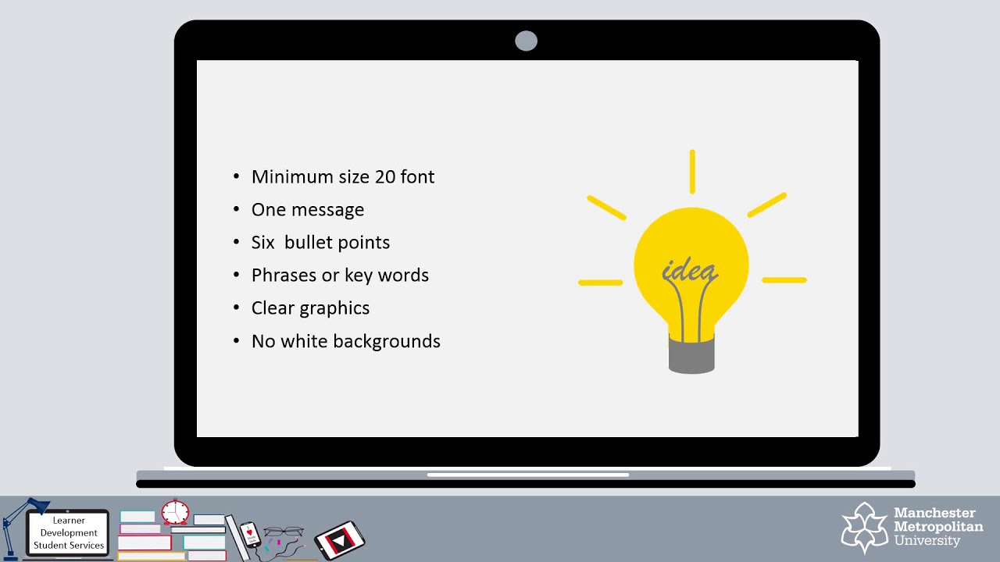 • Minimum size 20 font
• One message
• Six  bullet points
• Phrases or key words
• Clear graphics
• No white backgrounds
idea
Learner
Development
Student Services
Manchester
Metropolitan
University